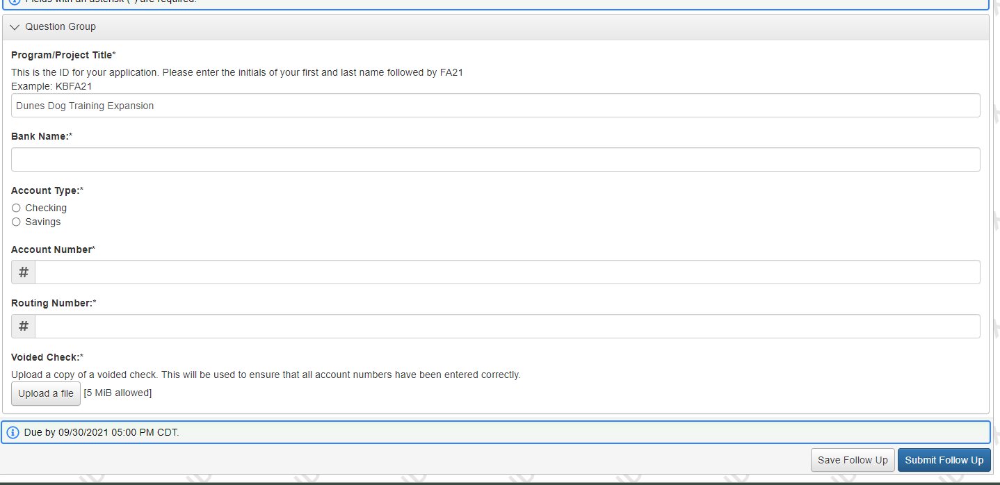 Fields with an asterisk (*) are required.
Question Group
Program/Project Title*
This is the ID for your application. Please enter the initials of your first and last name followed by FA21
Example: KBFA21
Dunes Dog Training Expansion
Bank Name:*
Account Type:*
Checking
Savings
Account Number*
#
Routing Number:*
#
Voided Check:*
Upload a copy of a voided check. This will be used to ensure that all account numbers have been entered correctly.
Upload a file [5 MiB allowed]
Due by 09/30/2021 05:00 PM CDT.
Save Follow Up Submit Follow Up